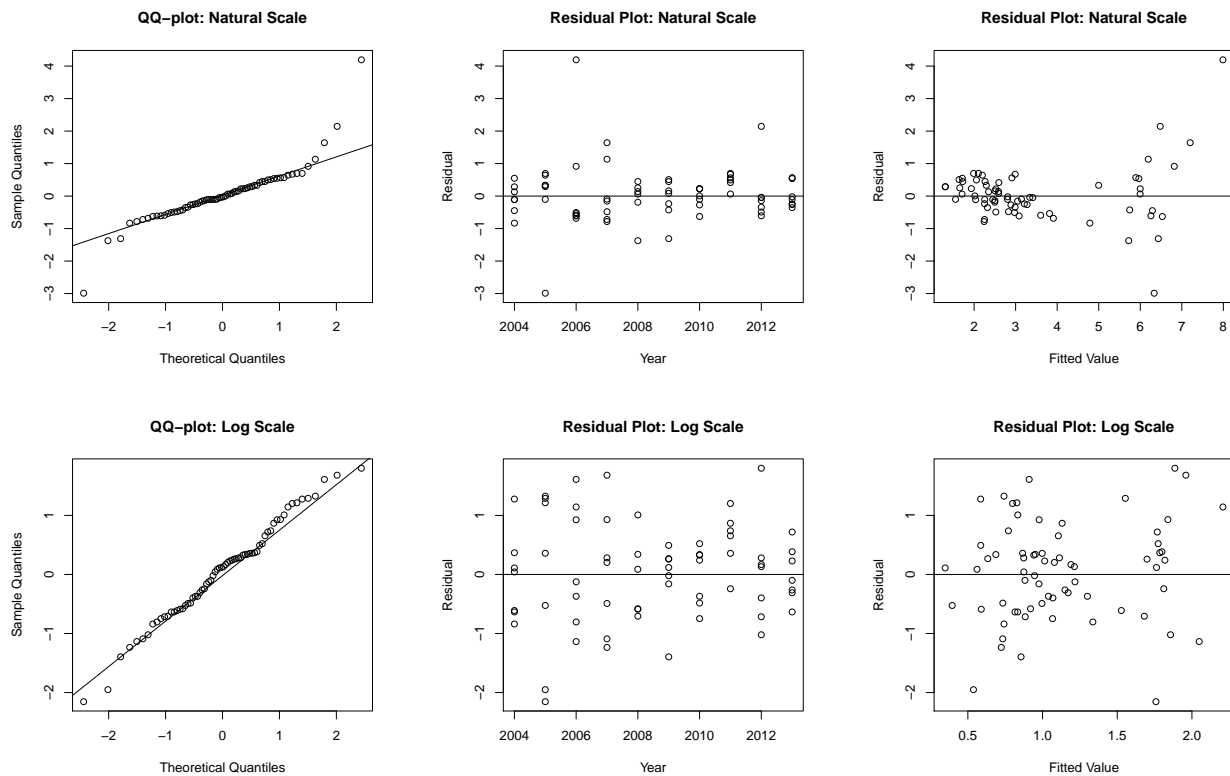 QQ−plot: Natural Scale
Sample Quantiles
−3 −2 −1 0 1 2 3 4
−2 −1 0 1 2
Theoretical Quantiles
Residual Plot: Natural Scale
Residual
−3 −2 −1 0 1 2 3 4
2004 2006 2008 2010 2012
Year
Residual Plot: Natural Scale
Residual
−3 −2 −1 0 1 2 3 4
2 3 4 5 6 7 8
Fitted Value
QQ−plot: Log Scale
Sample Quantiles
−2 −1 0 1
−2 −1 0 1 2
Theoretical Quantiles
Residual Plot: Log Scale
Residual
−2 −1 0 1
2004 2006 2008 2010 2012
Year
Residual Plot: Log Scale
Residual
−2 −1 0 1
0.5 1.0 1.5 2.0
Fitted Value